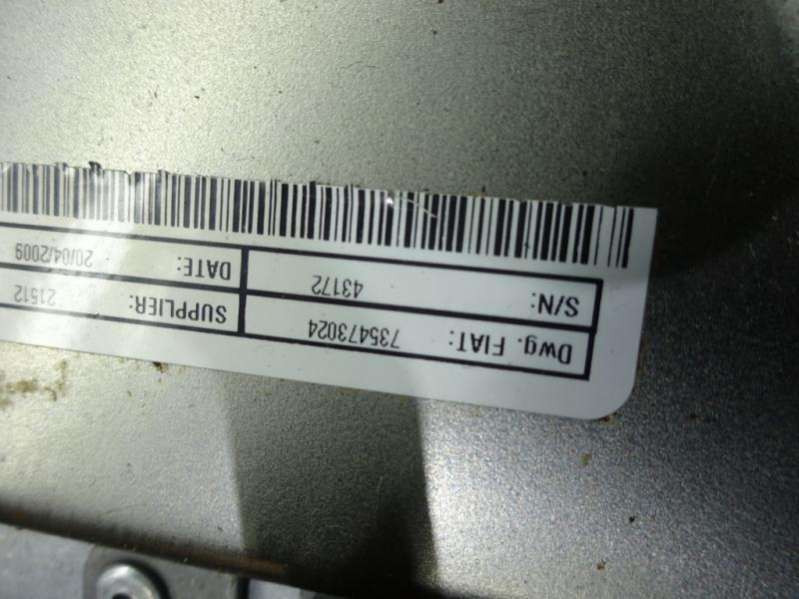 Dwg. FIAT: 735473024 SUPPLIER: 21512
S/N: 43172 DATE: 20/04/2009